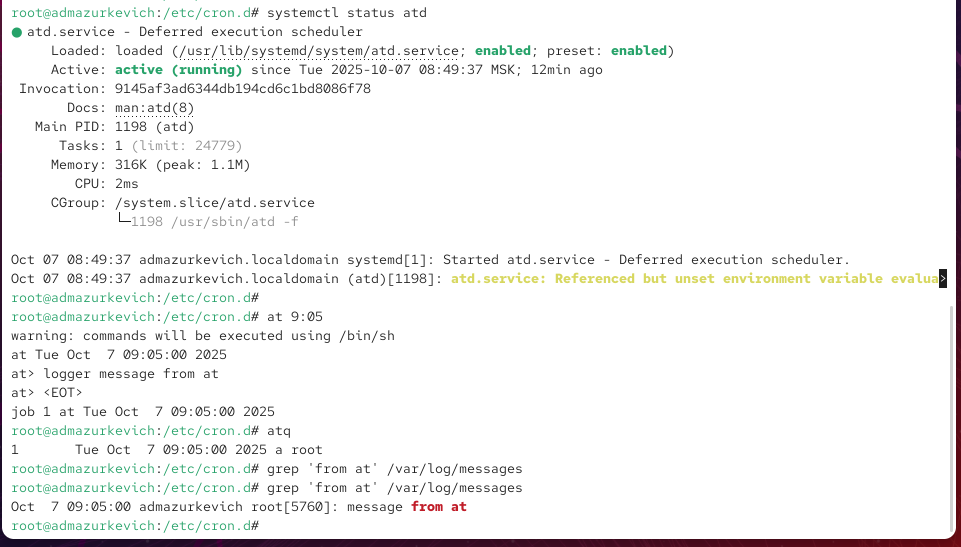 root@admazurkevich:/etc/cron.d# systemctl status atd
● atd.service - Deferred execution scheduler
     Loaded: loaded (/usr/lib/systemd/system/atd.service; enabled; preset: enabled)
     Active: active (running) since Tue 2025-10-07 08:49:37 MSK; 12min ago
 Invocation: 9145af3ad6344db194cd6c1bd8086f78
       Docs: man:atd(8)
   Main PID: 1198 (atd)
      Tasks: 1 (limit: 24779)
     Memory: 316K (peak: 1.1M)
        CPU: 2ms
     CGroup: /system.slice/atd.service
             └─1198 /usr/sbin/atd -f
Oct 07 08:49:37 admazurkevich.localdomain systemd[1]: Started atd.service - Deferred execution scheduler.
Oct 07 08:49:37 admazurkevich.localdomain (atd)[1198]: atd.service: Referenced but unset environment variable evalua>
root@admazurkevich:/etc/cron.d#
root@admazurkevich:/etc/cron.d# at 9:05
warning: commands will be executed using /bin/sh
at Tue Oct  7 09:05:00 2025
at> logger message from at
at> <EOT>
job 1 at Tue Oct  7 09:05:00 2025
root@admazurkevich:/etc/cron.d# atq
1       Tue Oct  7 09:05:00 2025 a root
root@admazurkevich:/etc/cron.d# grep 'from at' /var/log/messages
root@admazurkevich:/etc/cron.d# grep 'from at' /var/log/messages
Oct  7 09:05:00 admazurkevich root[5760]: message from at
root@admazurkevich:/etc/cron.d#